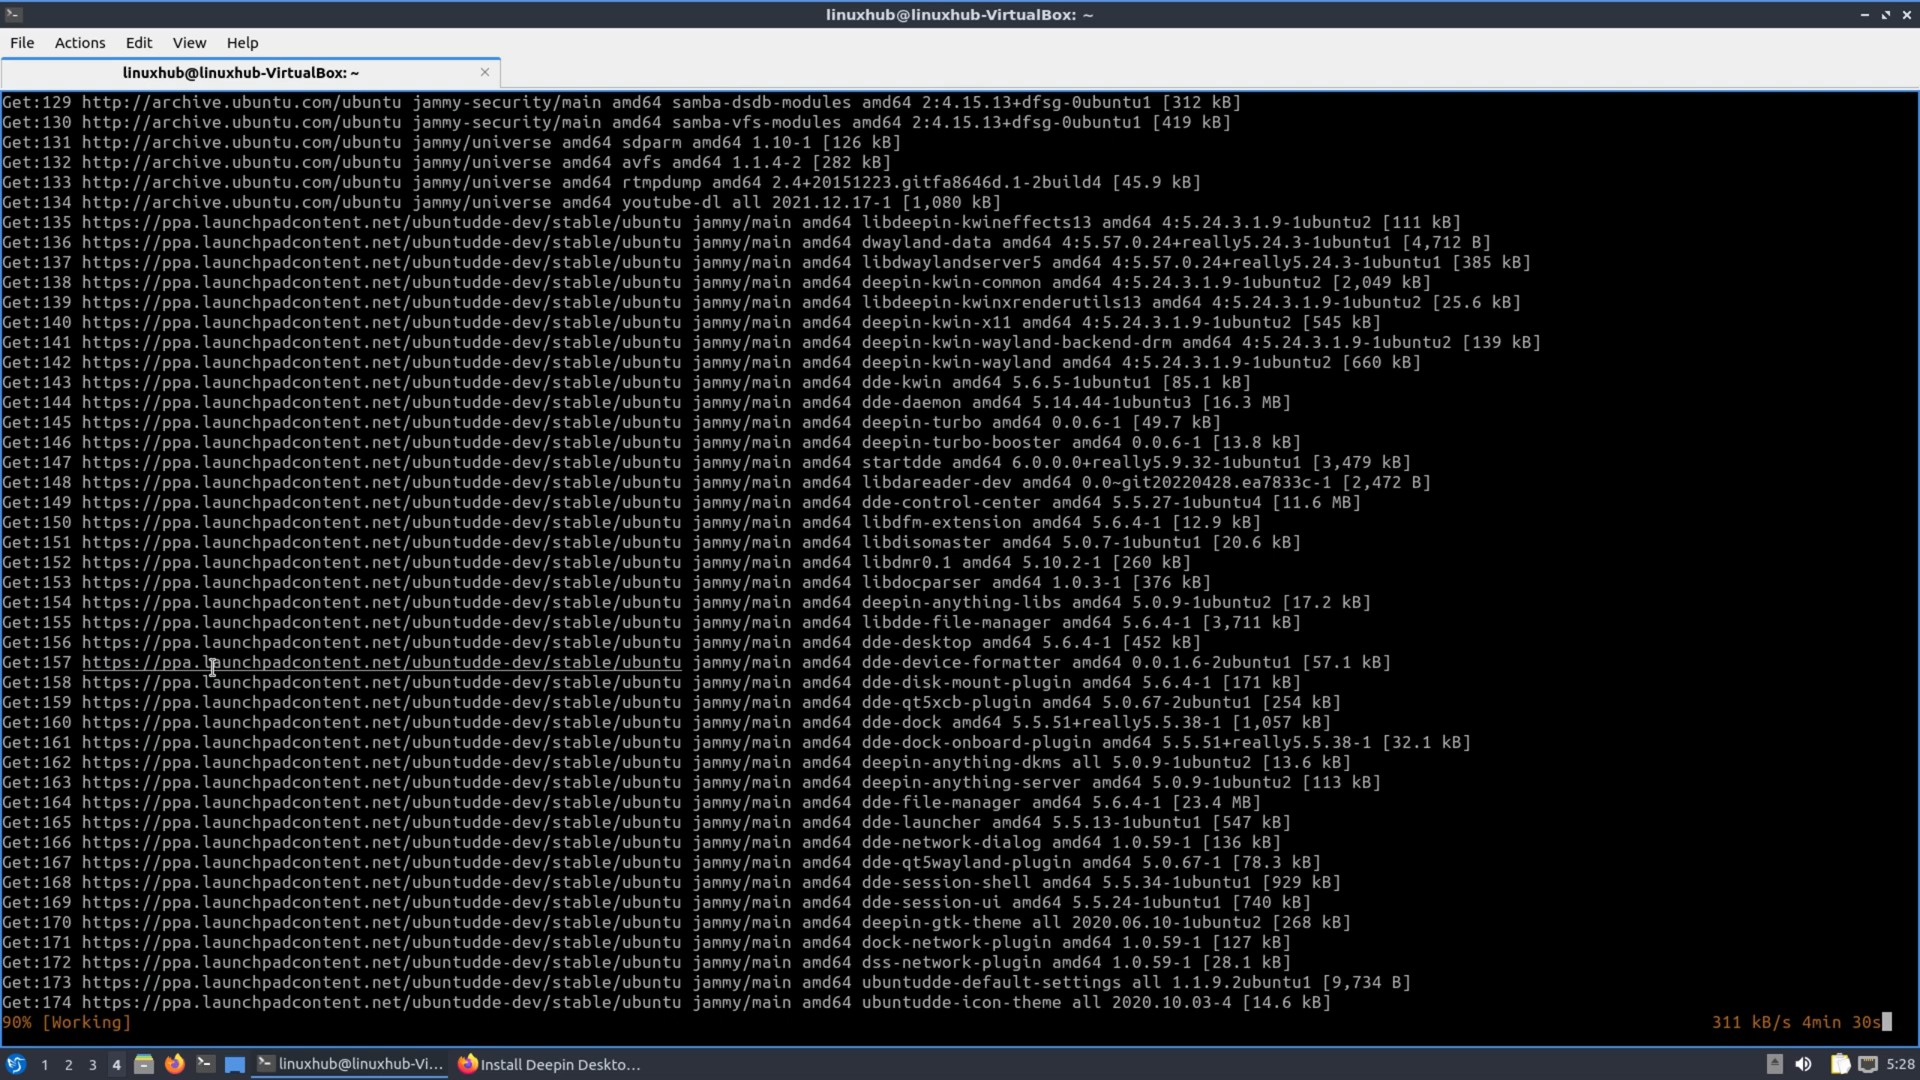 linuxhub@linuxhub-VirtualBox: ~
File Actions Edit View Help
linuxhub@linuxhub-VirtualBox: ~
Get:129 http://archive.ubuntu.com/ubuntu jammy-security/main amd64 samba-dsdb-modules amd64 2:4.15.13+dfsg-0ubuntu1 [312 kB]
Get:130 http://archive.ubuntu.com/ubuntu jammy-security/main amd64 samba-vfs-modules amd64 2:4.15.13+dfsg-0ubuntu1 [419 kB]
Get:131 http://archive.ubuntu.com/ubuntu jammy/universe amd64 sdparm amd64 1.10-1 [126 kB]
Get:132 http://archive.ubuntu.com/ubuntu jammy/universe amd64 avfs amd64 1.1.4-2 [282 kB]
Get:133 http://archive.ubuntu.com/ubuntu jammy/universe amd64 rtmpdump amd64 2.4+20151223.gitfa8646d.1-2build4 [45.9 kB]
Get:134 http://archive.ubuntu.com/ubuntu jammy/universe amd64 youtube-dl all 2021.12.17-1 [1,080 kB]
Get:135 https://ppa.launchpadcontent.net/ubuntudde-dev/stable/ubuntu jammy/main amd64 libdeepin-kwineffects13 amd64 4:5.24.3.1.9-1ubuntu2 [111 kB]
Get:136 https://ppa.launchpadcontent.net/ubuntudde-dev/stable/ubuntu jammy/main amd64 dwayland-data amd64 4:5.57.0.24+really5.24.3-1ubuntu1 [4,712 B]
Get:137 https://ppa.launchpadcontent.net/ubuntudde-dev/stable/ubuntu jammy/main amd64 libdwaylandserver5 amd64 4:5.57.0.24+really5.24.3-1ubuntu1 [385 kB]
Get:138 https://ppa.launchpadcontent.net/ubuntudde-dev/stable/ubuntu jammy/main amd64 deepin-kwin-common amd64 4:5.24.3.1.9-1ubuntu2 [2,049 kB]
Get:139 https://ppa.launchpadcontent.net/ubuntudde-dev/stable/ubuntu jammy/main amd64 libdeepin-kwinxrenderutils13 amd64 4:5.24.3.1.9-1ubuntu2 [25.6 kB]
Get:140 https://ppa.launchpadcontent.net/ubuntudde-dev/stable/ubuntu jammy/main amd64 deepin-kwin-x11 amd64 4:5.24.3.1.9-1ubuntu2 [545 kB]
Get:141 https://ppa.launchpadcontent.net/ubuntudde-dev/stable/ubuntu jammy/main amd64 deepin-kwin-wayland-backend-drm amd64 4:5.24.3.1.9-1ubuntu2 [139 kB]
Get:142 https://ppa.launchpadcontent.net/ubuntudde-dev/stable/ubuntu jammy/main amd64 deepin-kwin-wayland amd64 4:5.24.3.1.9-1ubuntu2 [660 kB]
Get:143 https://ppa.launchpadcontent.net/ubuntudde-dev/stable/ubuntu jammy/main amd64 dde-kwin amd64 5.6.5-1ubuntu1 [85.1 kB]
Get:144 https://ppa.launchpadcontent.net/ubuntudde-dev/stable/ubuntu jammy/main amd64 dde-daemon amd64 5.14.44-1ubuntu3 [16.3 MB]
Get:145 https://ppa.launchpadcontent.net/ubuntudde-dev/stable/ubuntu jammy/main amd64 deepin-turbo amd64 0.0.6-1 [49.7 kB]
Get:146 https://ppa.launchpadcontent.net/ubuntudde-dev/stable/ubuntu jammy/main amd64 deepin-turbo-booster amd64 0.0.6-1 [13.8 kB]
Get:147 https://ppa.launchpadcontent.net/ubuntudde-dev/stable/ubuntu jammy/main amd64 startdde amd64 6.0.0.0+really5.9.32-1ubuntu1 [3,479 kB]
Get:148 https://ppa.launchpadcontent.net/ubuntudde-dev/stable/ubuntu jammy/main amd64 libdareader-dev amd64 0.0~git20220428.ea7833c-1 [2,472 B]
Get:149 https://ppa.launchpadcontent.net/ubuntudde-dev/stable/ubuntu jammy/main amd64 dde-control-center amd64 5.5.27-1ubuntu4 [11.6 MB]
Get:150 https://ppa.launchpadcontent.net/ubuntudde-dev/stable/ubuntu jammy/main amd64 libdfm-extension amd64 5.6.4-1 [12.9 kB]
Get:151 https://ppa.launchpadcontent.net/ubuntudde-dev/stable/ubuntu jammy/main amd64 libdisomaster amd64 5.0.7-1ubuntu1 [20.6 kB]
Get:152 https://ppa.launchpadcontent.net/ubuntudde-dev/stable/ubuntu jammy/main amd64 libdmr0.1 amd64 5.10.2-1 [260 kB]
Get:153 https://ppa.launchpadcontent.net/ubuntudde-dev/stable/ubuntu jammy/main amd64 libdocparser amd64 1.0.3-1 [376 kB]
Get:154 https://ppa.launchpadcontent.net/ubuntudde-dev/stable/ubuntu jammy/main amd64 deepin-anything-libs amd64 5.0.9-1ubuntu2 [17.2 kB]
Get:155 https://ppa.launchpadcontent.net/ubuntudde-dev/stable/ubuntu jammy/main amd64 libdde-file-manager amd64 5.6.4-1 [3,711 kB]
Get:156 https://ppa.launchpadcontent.net/ubuntudde-dev/stable/ubuntu jammy/main amd64 dde-desktop amd64 5.6.4-1 [452 kB]
Get:157 https://ppa.launchpadcontent.net/ubuntudde-dev/stable/ubuntu jammy/main amd64 dde-device-formatter amd64 0.0.1.6-2ubuntu1 [57.1 kB]
Get:158 https://ppa.launchpadcontent.net/ubuntudde-dev/stable/ubuntu jammy/main amd64 dde-disk-mount-plugin amd64 5.6.4-1 [171 kB]
Get:159 https://ppa.launchpadcontent.net/ubuntudde-dev/stable/ubuntu jammy/main amd64 dde-qt5xcb-plugin amd64 5.0.67-2ubuntu1 [254 kB]
Get:160 https://ppa.launchpadcontent.net/ubuntudde-dev/stable/ubuntu jammy/main amd64 dde-dock amd64 5.5.51+really5.5.38-1 [1,057 kB]
Get:161 https://ppa.launchpadcontent.net/ubuntudde-dev/stable/ubuntu jammy/main amd64 dde-dock-onboard-plugin amd64 5.5.51+really5.5.38-1 [32.1 kB]
Get:162 https://ppa.launchpadcontent.net/ubuntudde-dev/stable/ubuntu jammy/main amd64 deepin-anything-dkms all 5.0.9-1ubuntu2 [13.6 kB]
Get:163 https://ppa.launchpadcontent.net/ubuntudde-dev/stable/ubuntu jammy/main amd64 deepin-anything-server amd64 5.0.9-1ubuntu2 [113 kB]
Get:164 https://ppa.launchpadcontent.net/ubuntudde-dev/stable/ubuntu jammy/main amd64 dde-file-manager amd64 5.6.4-1 [23.4 MB]
Get:165 https://ppa.launchpadcontent.net/ubuntudde-dev/stable/ubuntu jammy/main amd64 dde-launcher amd64 5.5.13-1ubuntu1 [547 kB]
Get:166 https://ppa.launchpadcontent.net/ubuntudde-dev/stable/ubuntu jammy/main amd64 dde-network-dialog amd64 1.0.59-1 [136 kB]
Get:167 https://ppa.launchpadcontent.net/ubuntudde-dev/stable/ubuntu jammy/main amd64 dde-qt5wayland-plugin amd64 5.0.67-1 [78.3 kB]
Get:168 https://ppa.launchpadcontent.net/ubuntudde-dev/stable/ubuntu jammy/main amd64 dde-session-shell amd64 5.5.34-1ubuntu1 [929 kB]
Get:169 https://ppa.launchpadcontent.net/ubuntudde-dev/stable/ubuntu jammy/main amd64 dde-session-ui amd64 5.5.24-1ubuntu1 [740 kB]
Get:170 https://ppa.launchpadcontent.net/ubuntudde-dev/stable/ubuntu jammy/main amd64 deepin-gtk-theme all 2020.06.10-1ubuntu2 [268 kB]
Get:171 https://ppa.launchpadcontent.net/ubuntudde-dev/stable/ubuntu jammy/main amd64 dock-network-plugin amd64 1.0.59-1 [127 kB]
Get:172 https://ppa.launchpadcontent.net/ubuntudde-dev/stable/ubuntu jammy/main amd64 dss-network-plugin amd64 1.0.59-1 [28.1 kB]
Get:173 https://ppa.launchpadcontent.net/ubuntudde-dev/stable/ubuntu jammy/main amd64 ubuntudde-default-settings all 1.1.9.2ubuntu1 [9,734 B]
Get:174 https://ppa.launchpadcontent.net/ubuntudde-dev/stable/ubuntu jammy/main amd64 ubuntudde-icon-theme all 2020.10.03-4 [14.6 kB]
90% [Working] 311 kB/s 4min 30s
1 2 3 4 linuxhub@linuxhub-Vi... Install Deepin Deskto... 5:28